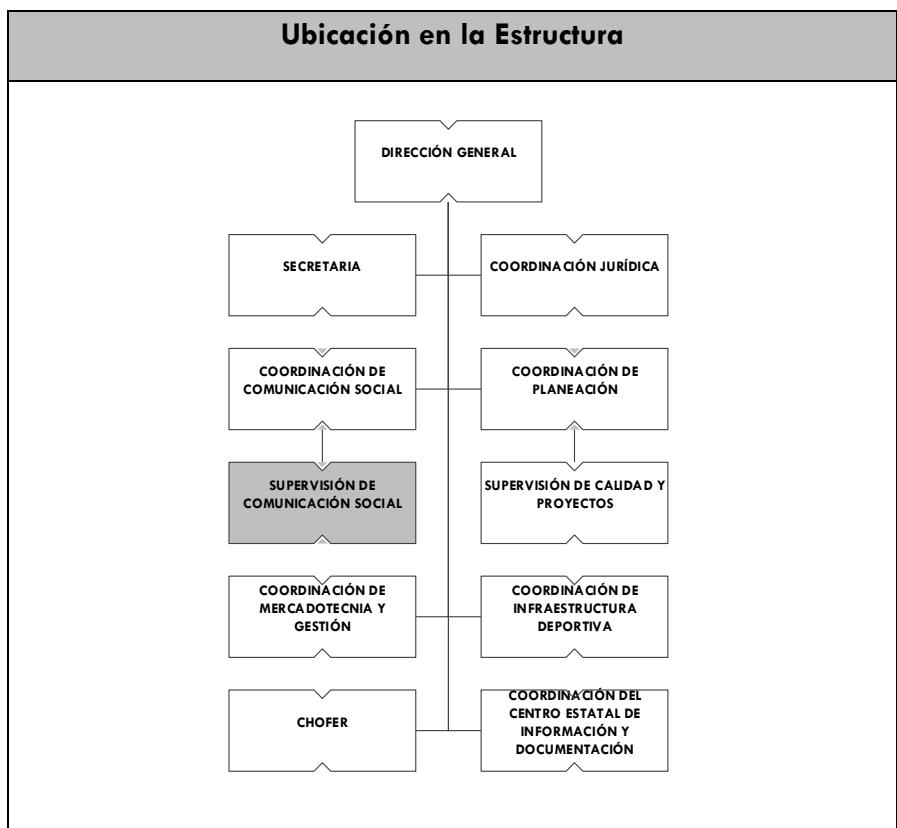 Ubicación en la Estructura
DIRECCIÓN GENERAL
SECRETARIA
COORDINACIÓN JURÍDICA
COORDINACIÓN DE
COMUNICACIÓN SOCIAL
COORDINACIÓN DE
PLANEACIÓN
SUPERVISIÓN DE
COMUNICACIÓN SOCIAL
SUPERVISIÓN DE CALIDAD Y
PROYECTOS
COORDINACIÓN DE
MERCADOTECNIA Y
GESTIÓN
COORDINACIÓN DE
INFRAESTRUCTURA
DEPORTIVA
CHOFER
COORDINACIÓN DEL
CENTRO ESTATAL DE
INFORMACIÓN Y
DOCUMENTACIÓN